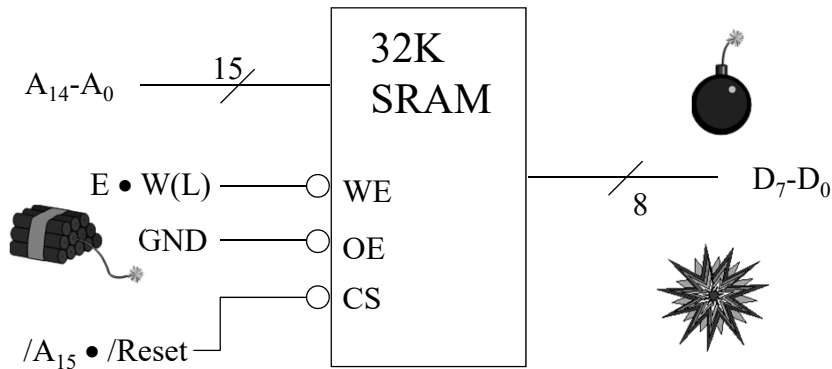 32K
SRAM
15
A₁₄-A₀
E • W(L)
WE
D₇-D₀
8
GND
OE
CS
/A₁₅ • /Reset